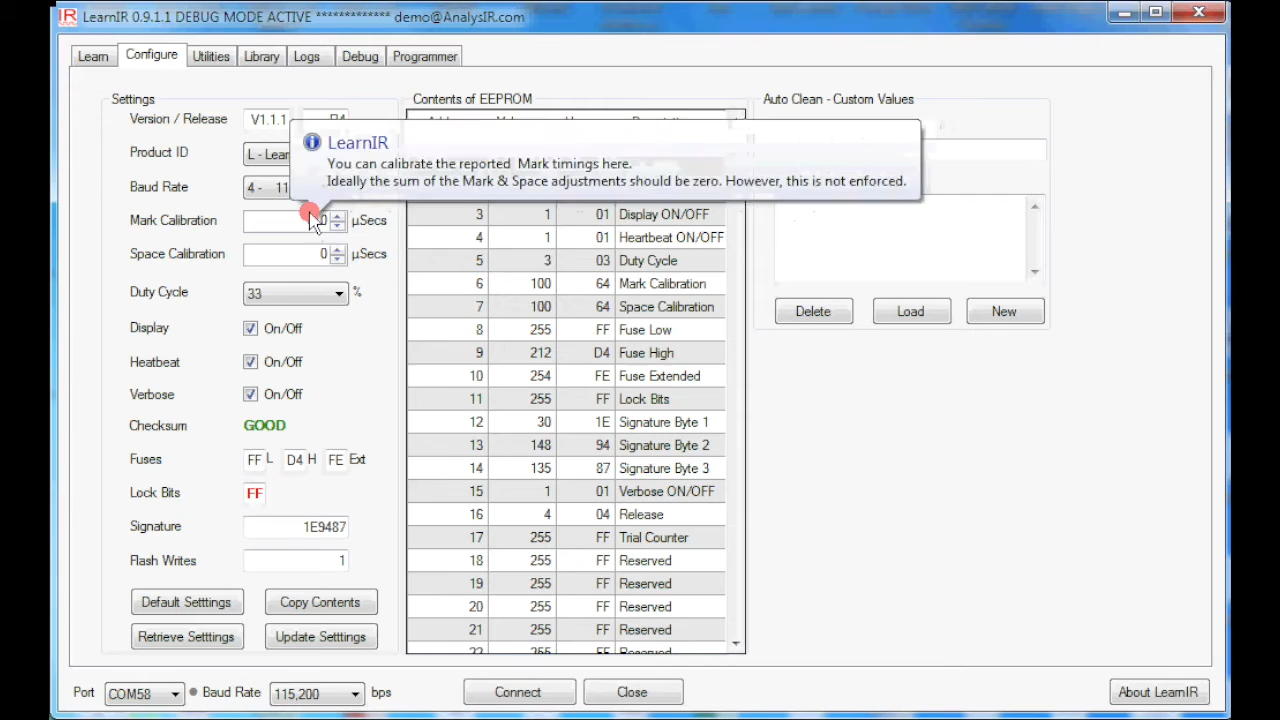 IR LearnIR 0.9.1.1 DEBUG MODE ACTIVE ************* demo@AnalysIR.com
Learn Configure Utilities Library Logs Debug Programmer
Settings
Version / Release V1.1.1
Product ID L - Lear
Baud Rate 4 - 11
Mark Calibration 0 µSecs
Space Calibration 0 µSecs
Duty Cycle 33 %
Display On/Off
Heatbeat On/Off
Verbose On/Off
Checksum GOOD
Fuses FF L D4 H FE Ext
Lock Bits FF
Signature 1E9487
Flash Writes 1
Default Setttings Copy Contents
Retrieve Setttings Update Setttings
Contents of EEPROM
LearnIR
You can calibrate the reported Mark timings here.
Ideally the sum of the Mark & Space adjustments should be zero. However, this is not enforced.
3 1 01 Display ON/OFF
4 1 01 Heartbeat ON/OFF
5 3 03 Duty Cycle
6 100 64 Mark Calibration
7 100 64 Space Calibration
8 255 FF Fuse Low
9 212 D4 Fuse High
10 254 FE Fuse Extended
11 255 FF Lock Bits
12 30 1E Signature Byte 1
13 148 94 Signature Byte 2
14 135 87 Signature Byte 3
15 1 01 Verbose ON/OFF
16 4 04 Release
17 255 FF Trial Counter
18 255 FF Reserved
19 255 FF Reserved
20 255 FF Reserved
21 255 FF Reserved
22 255 FF Reserved
Auto Clean - Custom Values
Delete Load New
Port COM58 Baud Rate 115,200 bps Connect Close About LearnIR